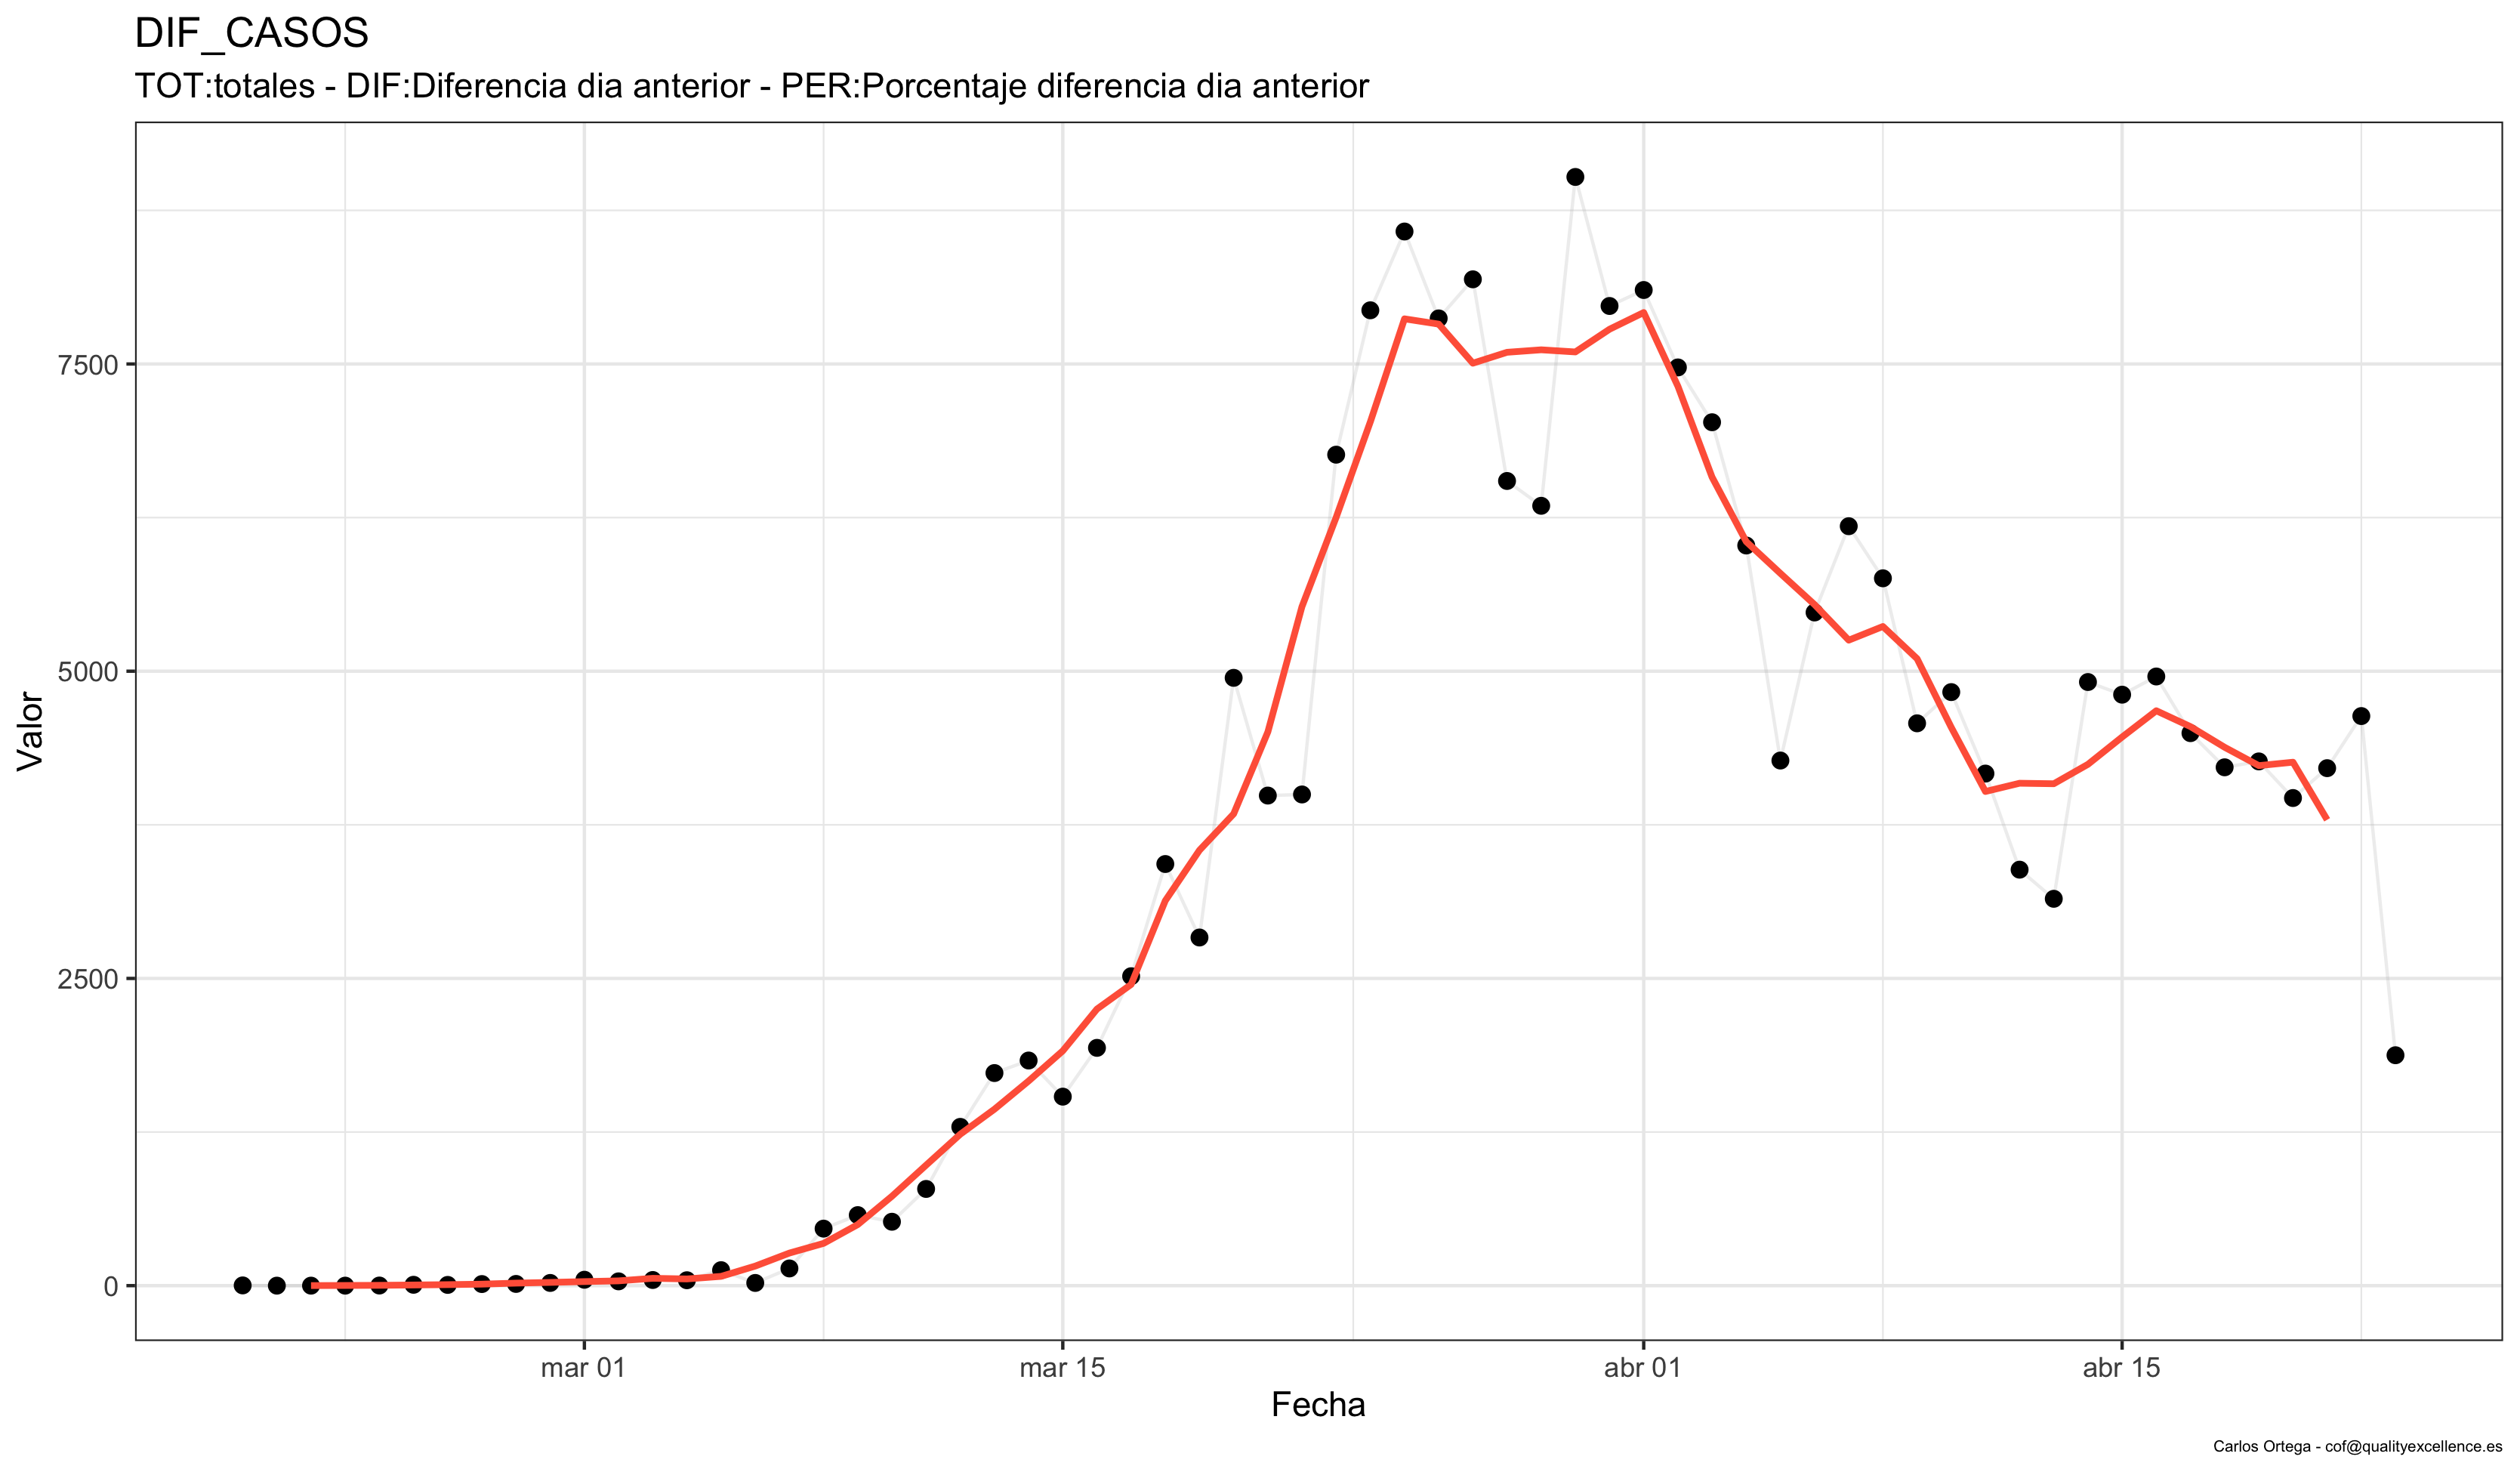 DIF_CASOS
TOT:totales - DIF:Diferencia dia anterior - PER:Porcentaje diferencia dia anterior
Valor
7500
5000
2500
0
mar 01
mar 15
abr 01
abr 15
Fecha
Carlos Ortega - cof@qualityexcellence.es